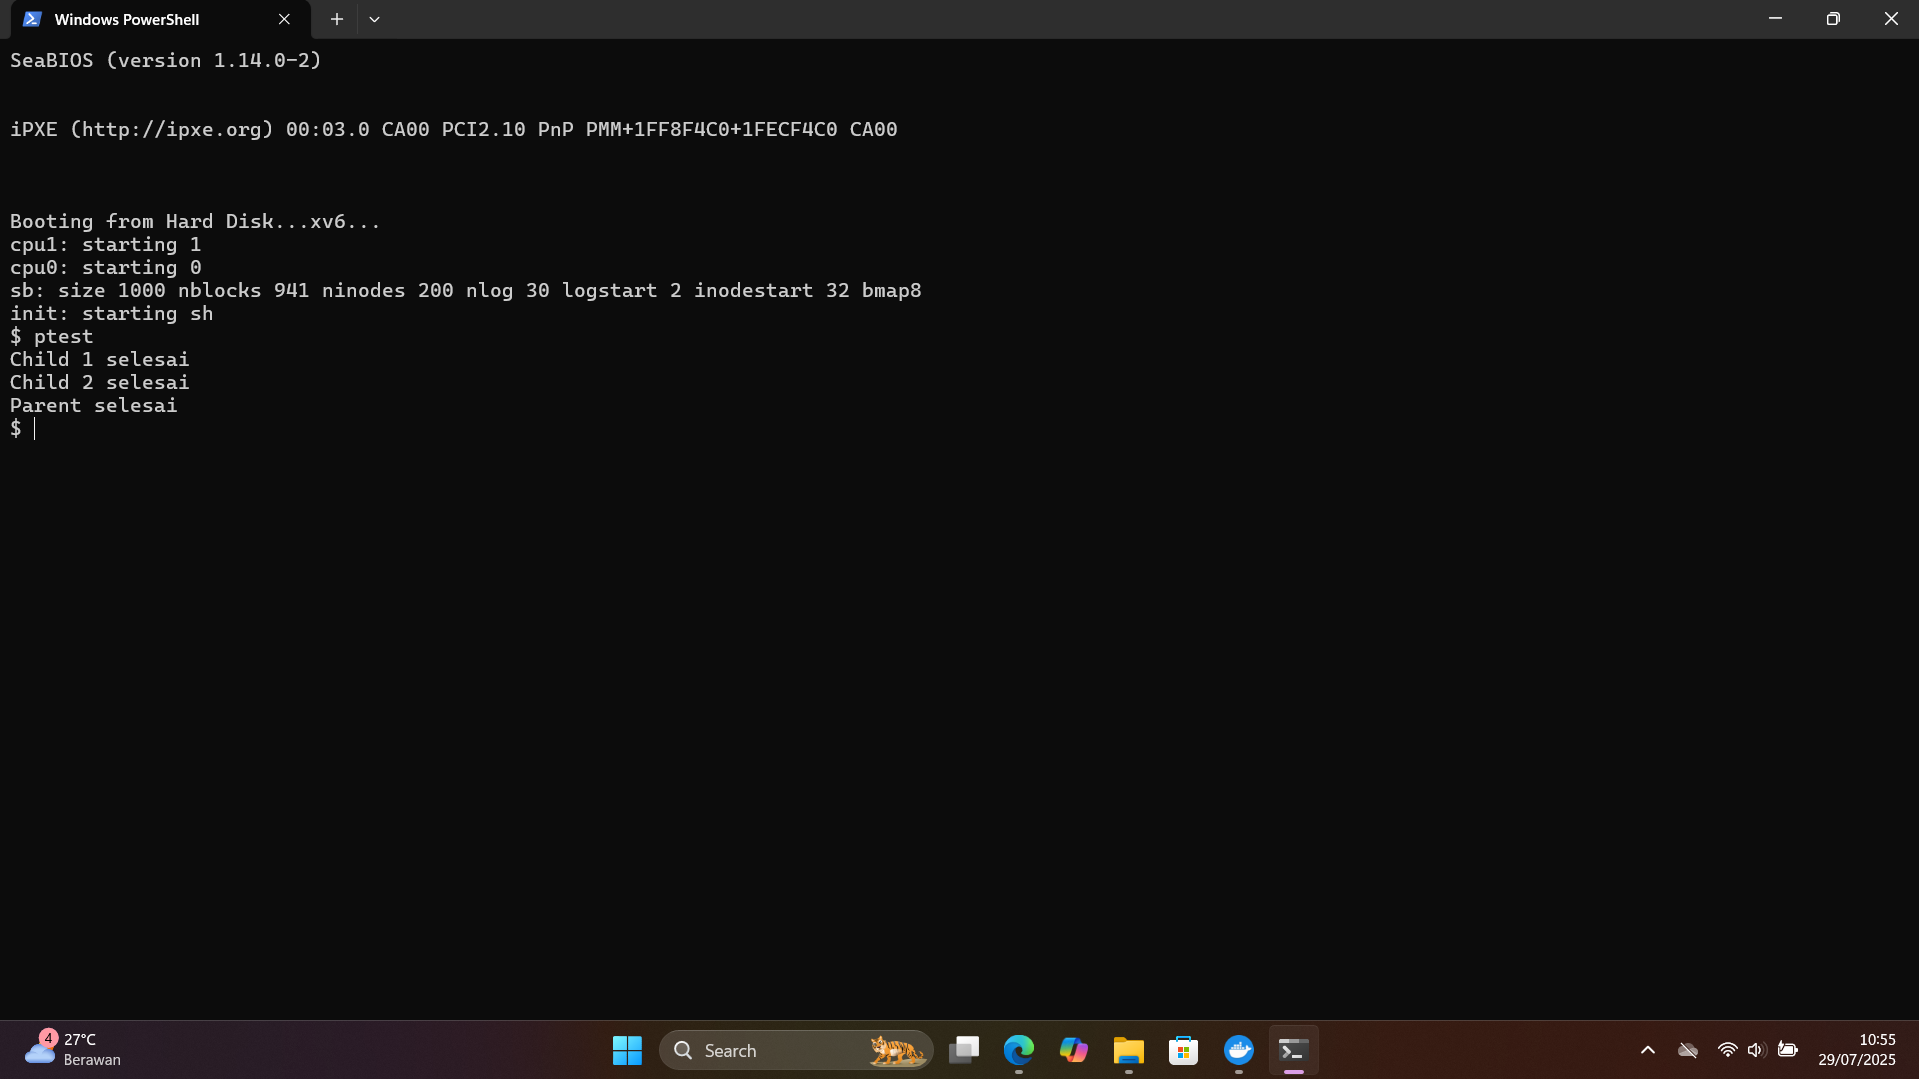 Windows PowerShell
SeaBIOS (version 1.14.0-2)
iPXE (http://ipxe.org) 00:03.0 CA00 PCI2.10 PnP PMM+1FF8F4C0+1FECF4C0 CA00
Booting from Hard Disk...xv6...
cpu1: starting 1
cpu0: starting 0
sb: size 1000 nblocks 941 ninodes 200 nlog 30 logstart 2 inodestart 32 bmap8
init: starting sh
$ ptest
Child 1 selesai
Child 2 selesai
Parent selesai
$
4
27°C
Berawan
Search
10:55
29/07/2025